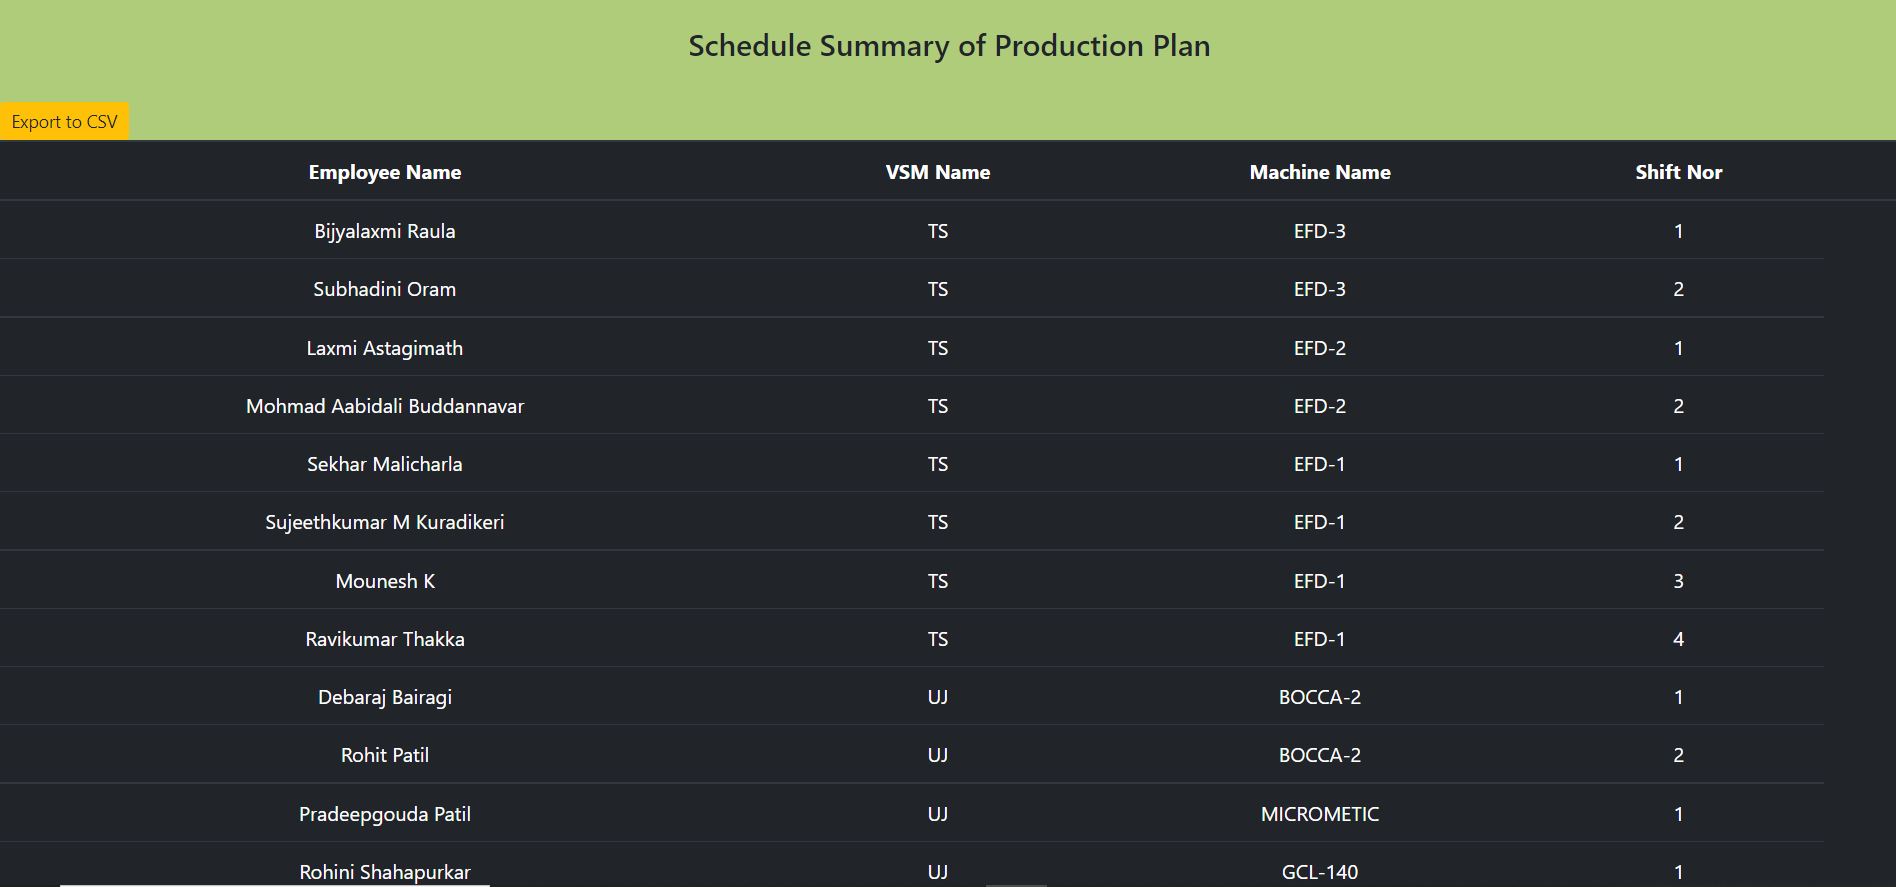 Schedule Summary of Production Plan
Export to CSV
Employee Name VSM Name Machine Name Shift Nor
Bijyalaxmi Raula TS EFD-3 1
Subhadini Oram TS EFD-3 2
Laxmi Astagimath TS EFD-2 1
Mohmad Aabidali Buddannavar TS EFD-2 2
Sekhar Malicharla TS EFD-1 1
Sujeethkumar M Kuradikeri TS EFD-1 2
Mounesh K TS EFD-1 3
Ravikumar Thakka TS EFD-1 4
Debaraj Bairagi UJ BOCCA-2 1
Rohit Patil UJ BOCCA-2 2
Pradeepgouda Patil UJ MICROMETIC 1
Rohini Shahapurkar UJ GCL-140 1